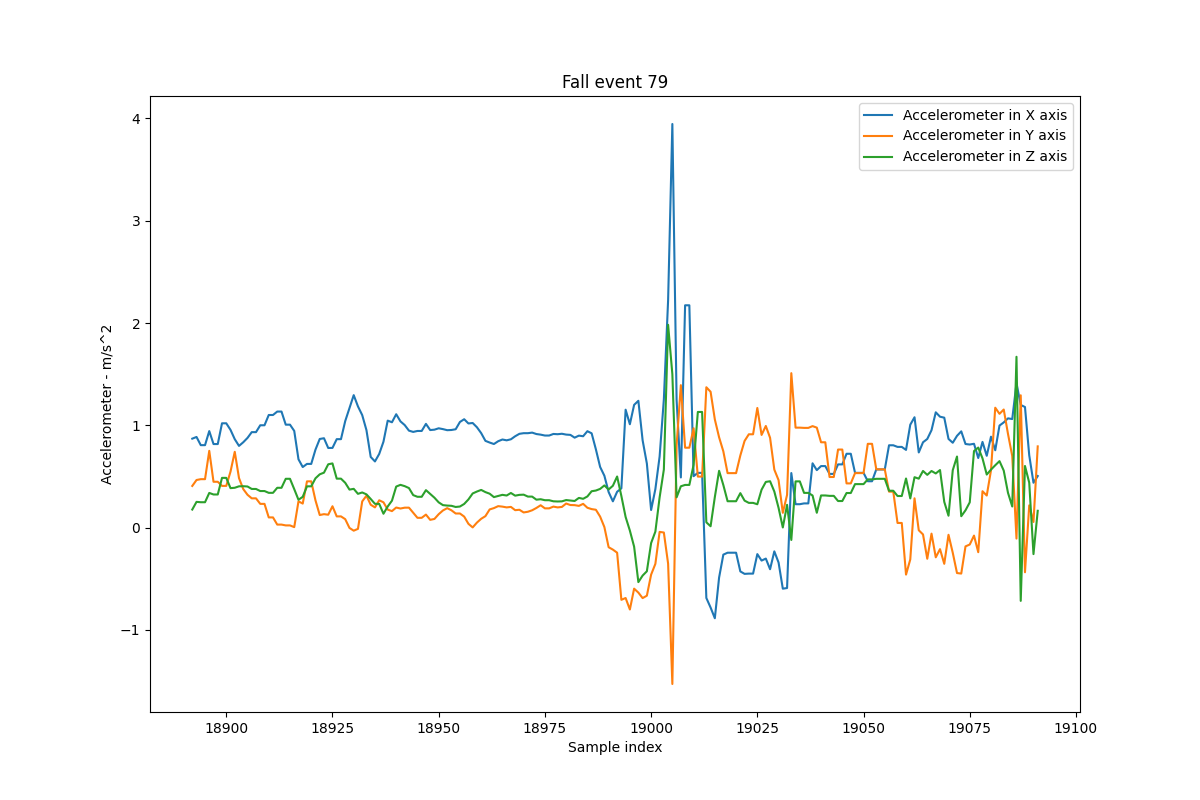 Fall event 79
Accelerometer in X axis
Accelerometer in Y axis
Accelerometer in Z axis
Accelerometer - m/s^2
4
3
2
1
0
−1
18900 18925 18950 18975 19000 19025 19050 19075 19100
Sample index